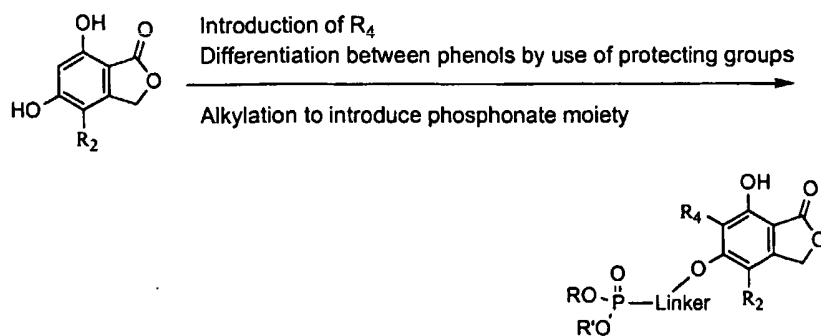 OH
O
Introduction of R4
Differentiation between phenols by use of protecting groups
O
HO
R2
Alkylation to introduce phosphonate moiety
OH
O
R4
O
O
O
RO-P-Linker
R2
R'O